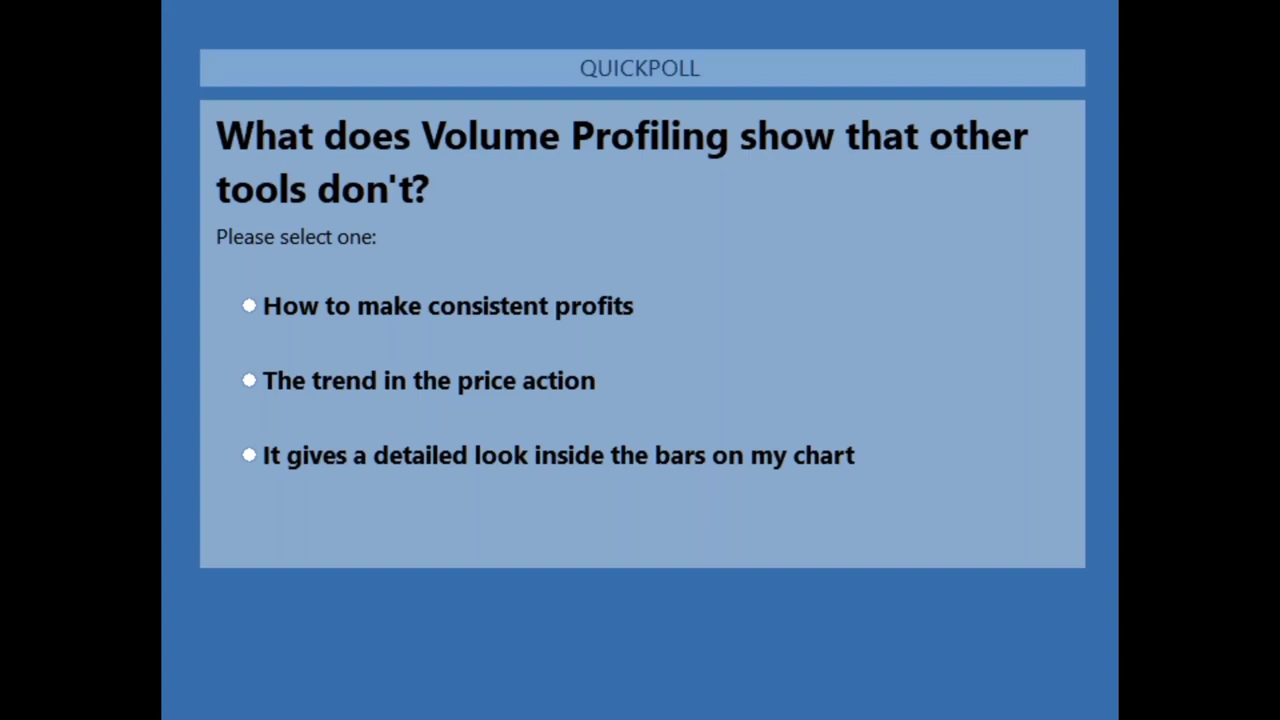 QUICKPOLL
What does Volume Profiling show that other
tools don't?
Please select one:
How to make consistent profits
The trend in the price action
It gives a detailed look inside the bars on my chart